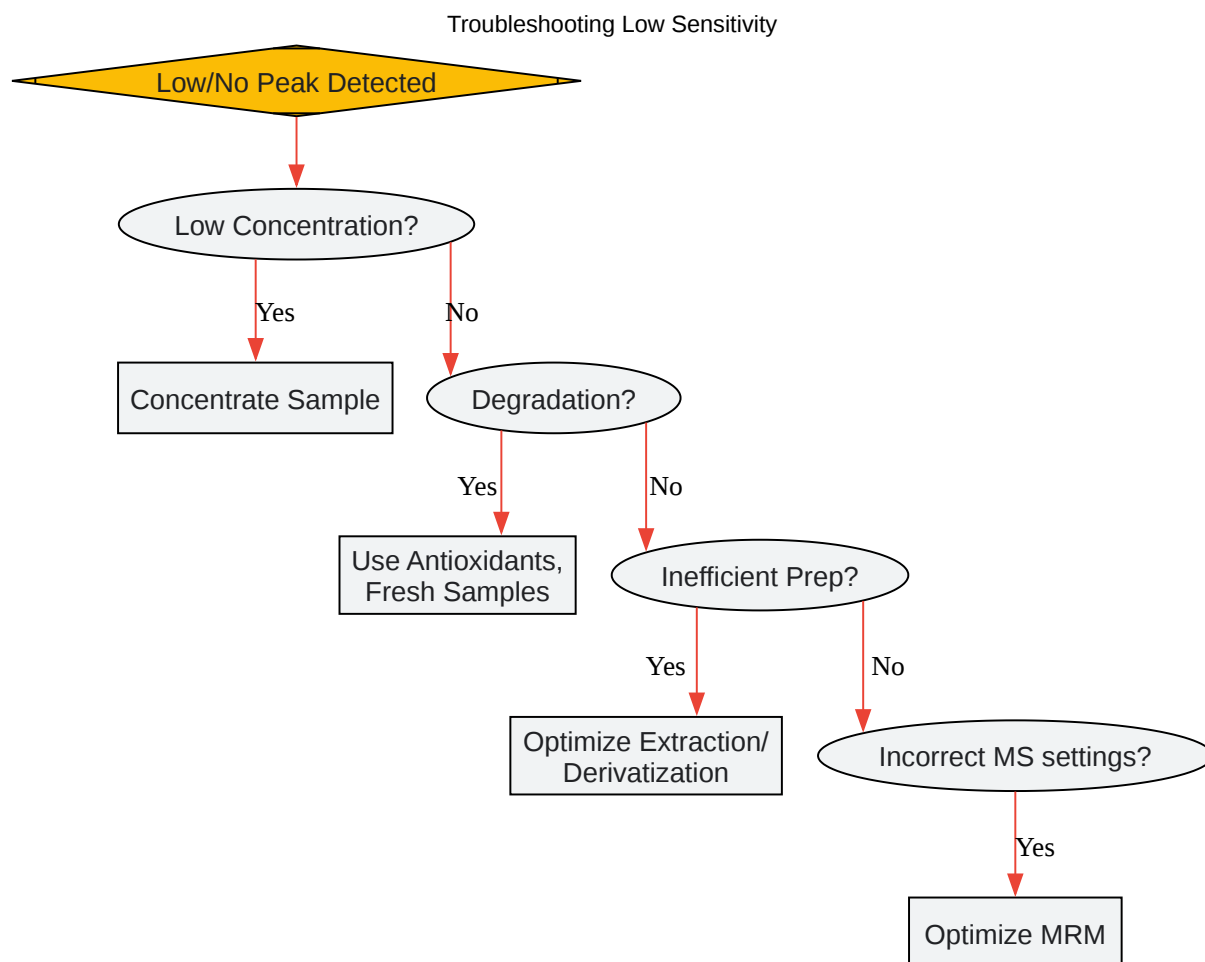 Troubleshooting Low Sensitivity
Low/No Peak Detected
Low Concentration?
Yes
No
Concentrate Sample
Degradation?
Yes
No
Use Antioxidants,
Fresh Samples
Inefficient Prep?
Yes
No
Optimize Extraction/
Derivatization
Incorrect MS settings?
Yes
Optimize MRM